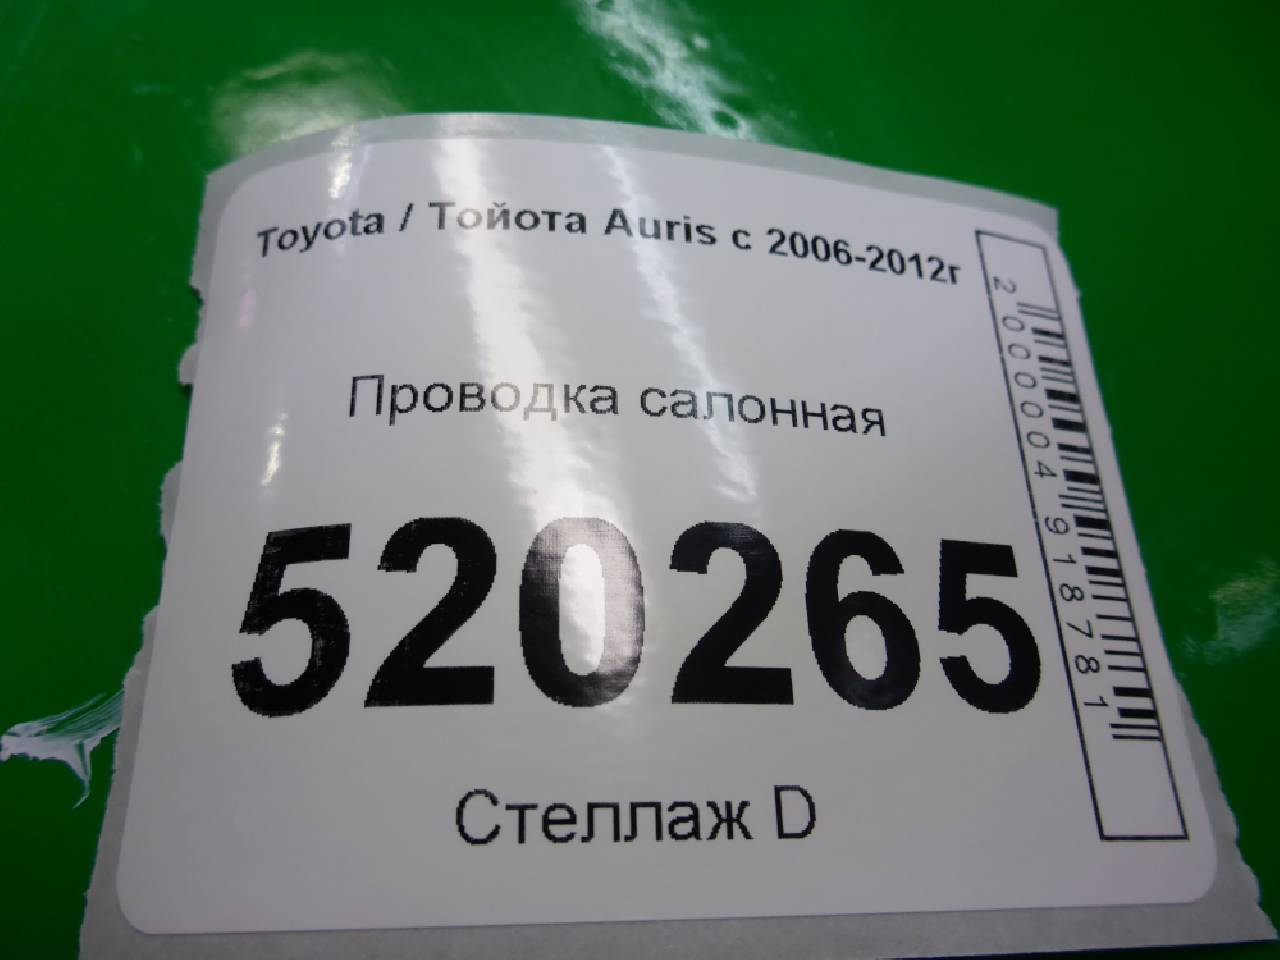 Toyota / Тойота Auris с 2006-2012г
Проводка салонная
520265
Стеллаж D
2000004918781